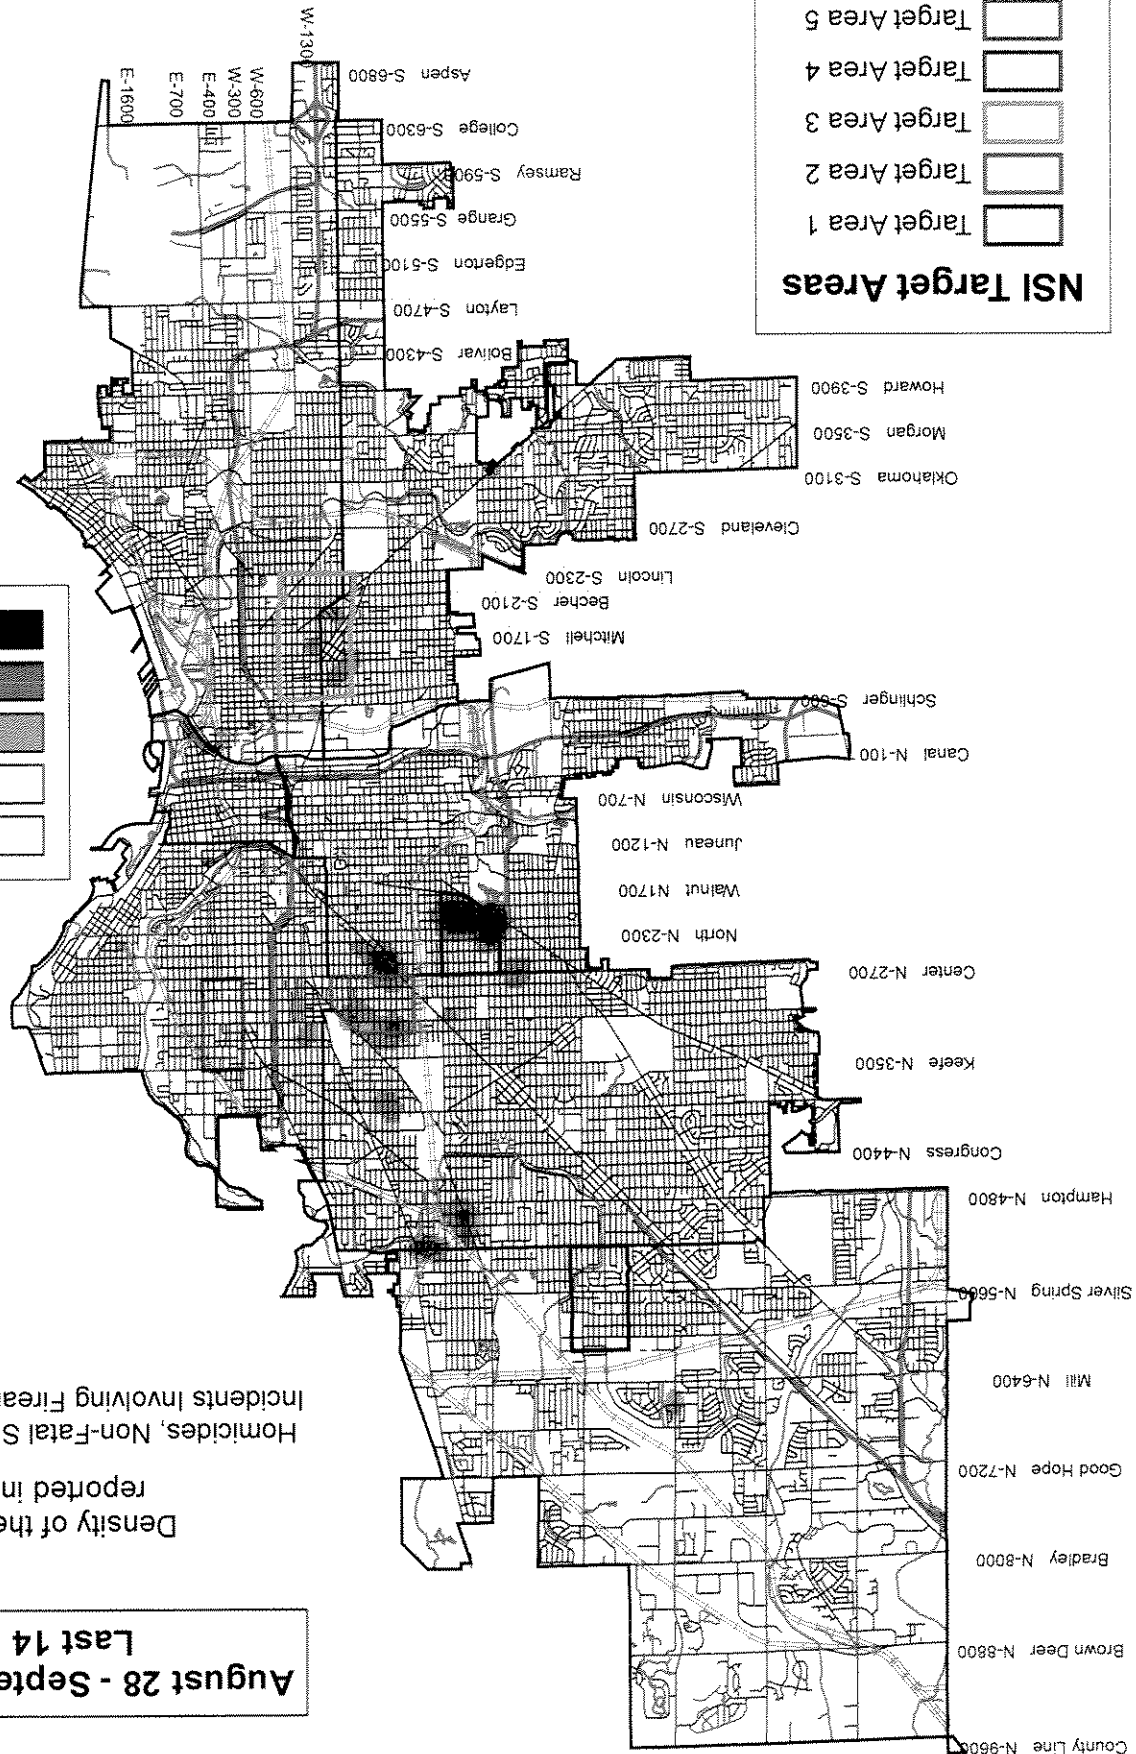 County Line N-9600
August 28 - Septe
Last 14
Brown Deer N-8800
Bradley N-8000
Density of the
reported in
Good Hope N-7200
Homicides, Non-Fatal S
Incidents Involving Firea
Mill N-6400
Silver Spring N-5600
Hampton N-4800
Congress N-4400
Keefe N-3500
Center N-2700
North N-2300
Walnut N1700
Juneau N-1200
Wisconsin N-700
Canal N-100
Schlinger S-600
Mitchell S-1700
Becher S-2100
Lincoln S-2300
Cleveland S-2700
Oklahoma S-3100
Morgan S-3500
Howard S-3900
Bolivar S-4300
Layton S-4700
Edgerton S-5100
Grange S-5500
Ramsey S-5900
College S-6300
Aspen S-6800
W-1300
W-600
W-300
E-400
E-700
E-1600
NSI Target Areas
Target Area 1
Target Area 2
Target Area 3
Target Area 4
Target Area 5